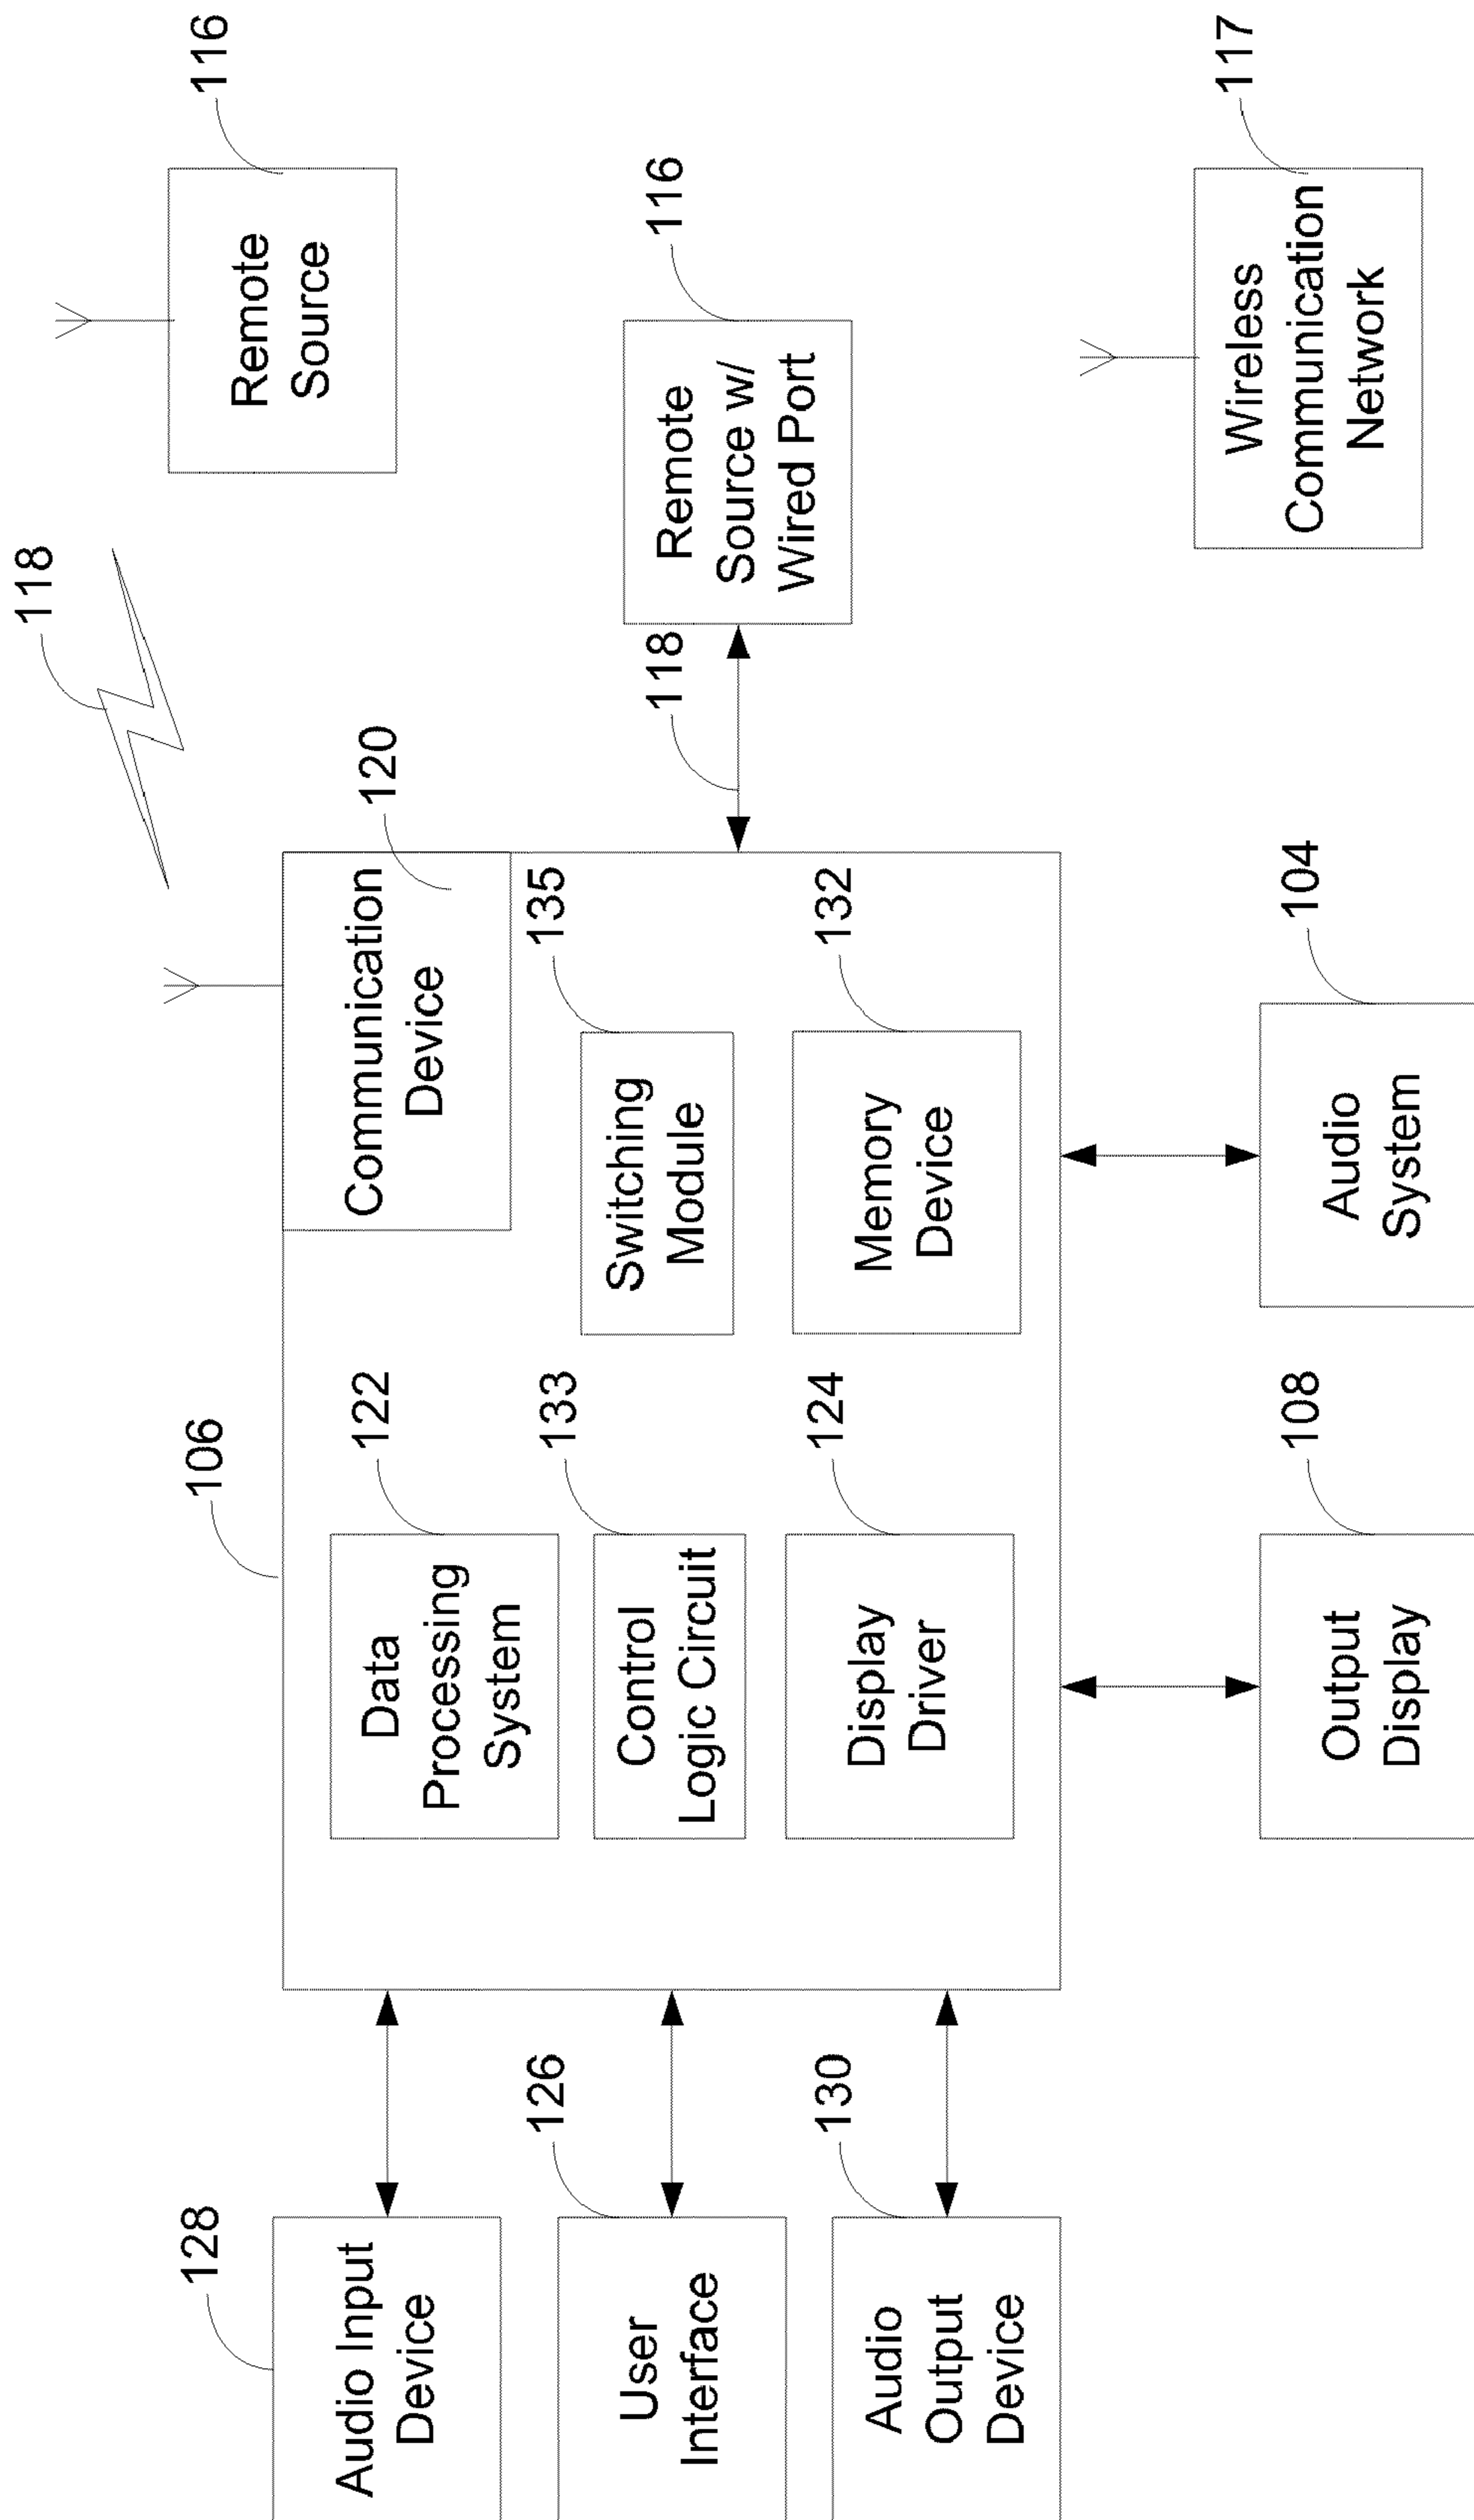 118
116
Remote
Source
106
120
Communication
Device
128
Audio Input
Device
122
Data
Processing
System
135
Switching
Module
118
116
Remote
Source w/
Wired Port
126
User
Interface
133
Control
Logic Circuit
132
Memory
Device
130
Audio
Output
Device
124
Display
Driver
108
Output
Display
104
Audio
System
117
Wireless
Communication
Network